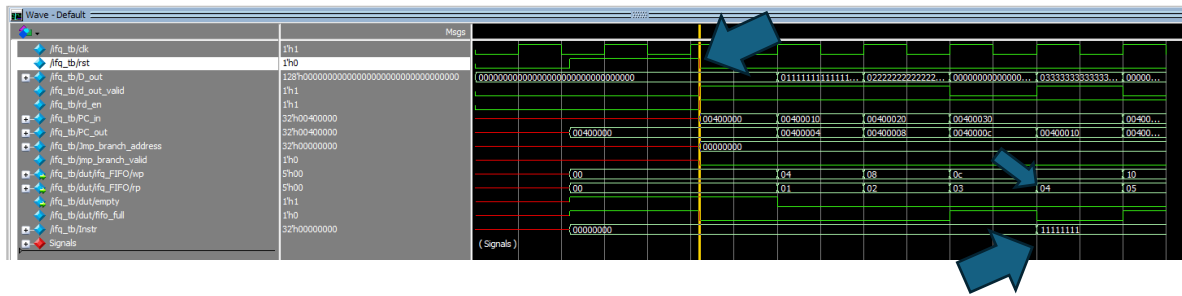 Wave - Default
Msgs
/ifq_tb/clk 1'h1
/ifq_tb/rst 1'h0
/ifq_tb/D_out 128'h00000000000000000000000000000000 00000000000000000000000000000000 011111111111111... 022222222222222... 000000000000000... 033333333333333... 00000...
/ifq_tb/d_out_valid 1'h1
/ifq_tb/rd_en 1'h1
/ifq_tb/PC_in 32'h00400000 00400000 00400010 00400020 00400030 00400...
/ifq_tb/PC_out 32'h00400000 00400000 00400004 00400008 0040000c 00400010 00400...
/ifq_tb/Jmp_branch_address 32'h00000000 00000000
/ifq_tb/jmp_branch_valid 1'h0
/ifq_tb/dut/ifq_FIFO/wp 5'h00 00 04 08 0c 10
/ifq_tb/dut/ifq_FIFO/rp 5'h00 00 01 02 03 04 05
/ifq_tb/dut/empty 1'h1
/ifq_tb/dut/fifo_full 1'h0
/ifq_tb/Instr 32'h00000000 00000000 11111111
Signals (Signals)